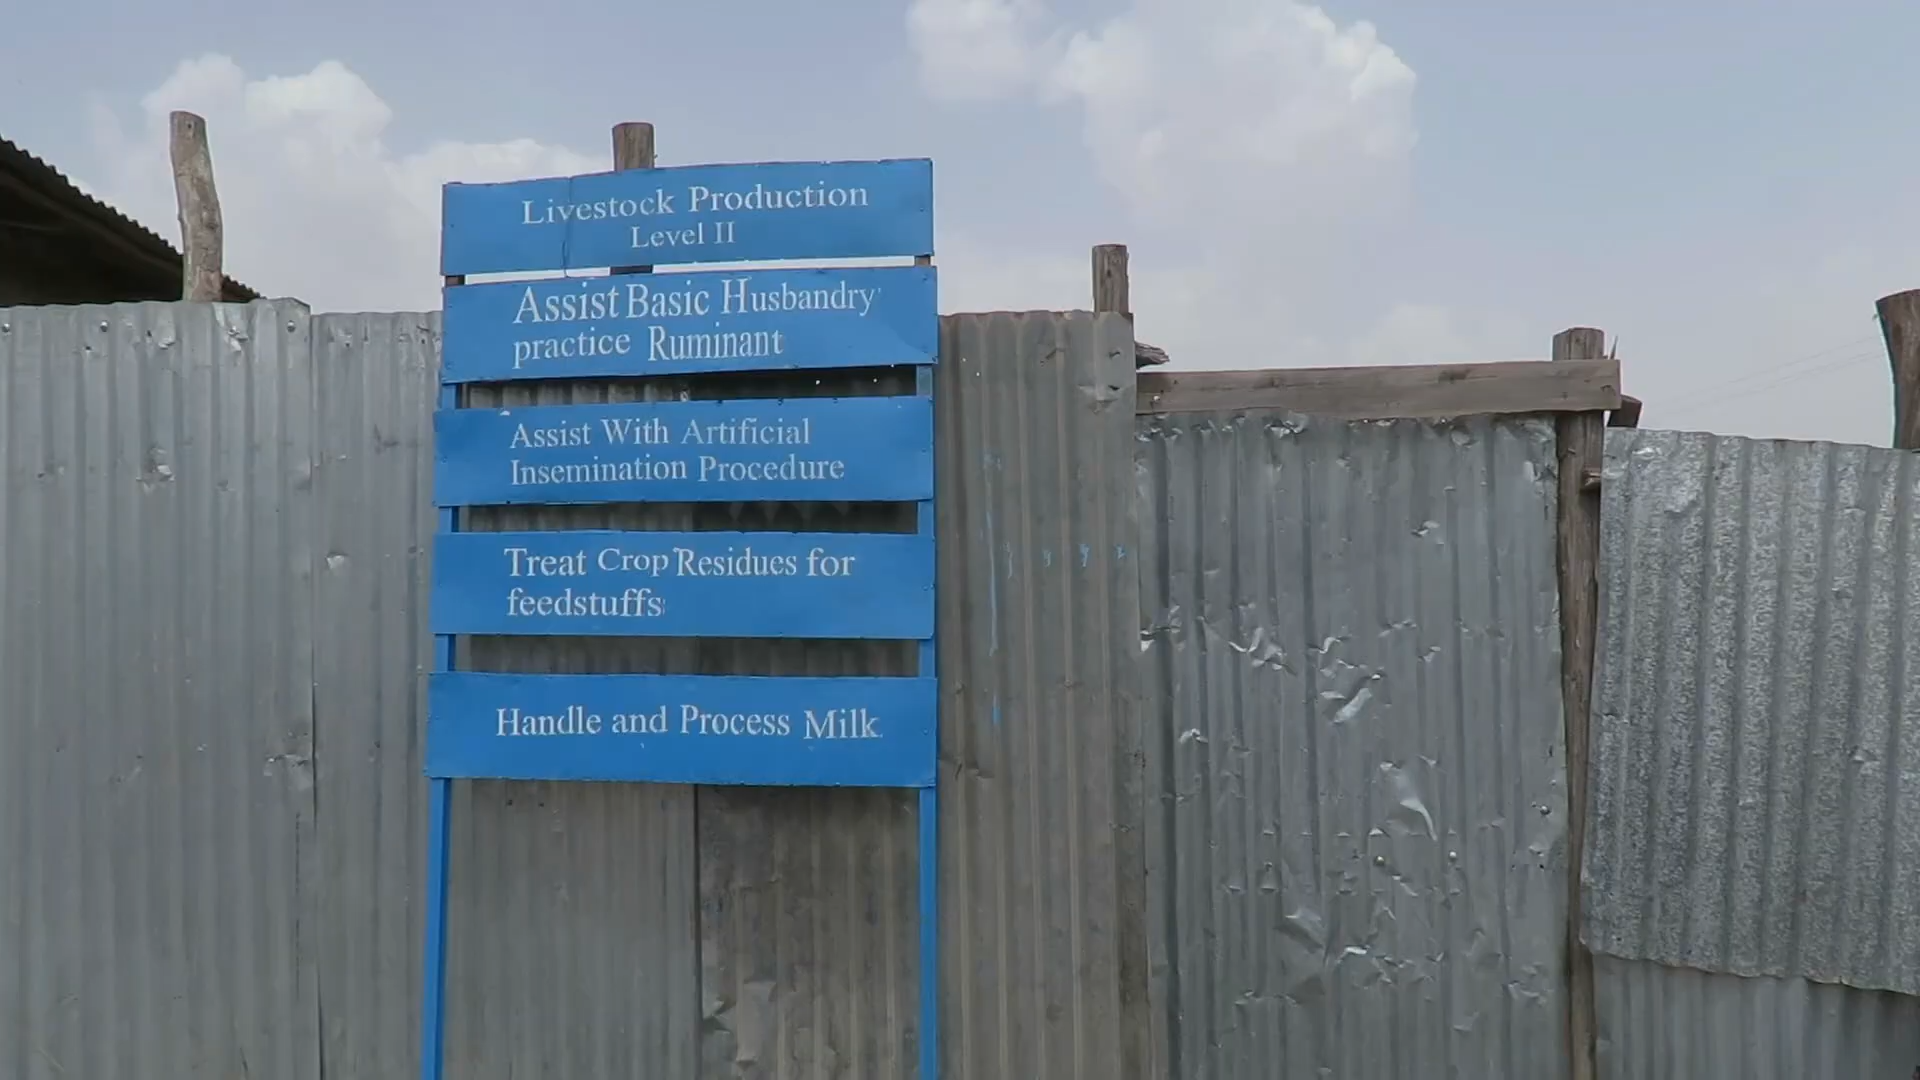 Livestock Production
Level II
Assist Basic Husbandry
practice Ruminant
Assist With Artificial
Insemination Procedure
Treat Crop Residues for
feedstuffs
Handle and Process Milk